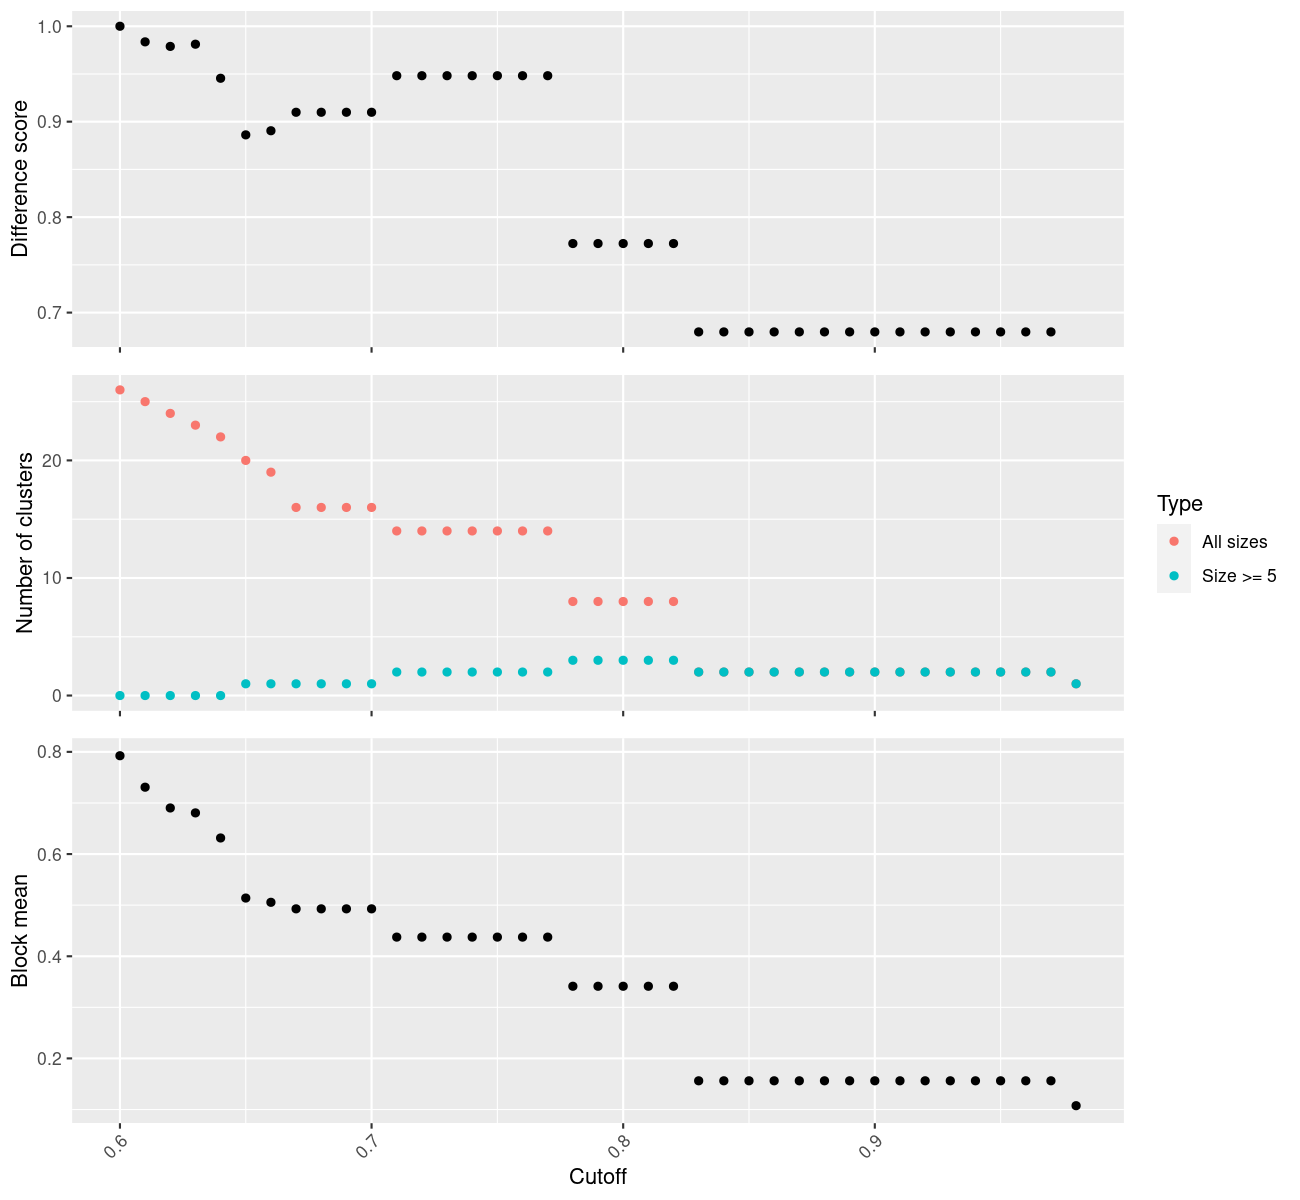 Difference score
1.0
0.9
0.8
0.7
Number of clusters
20
10
0
Type
All sizes
Size >= 5
Block mean
0.8
0.6
0.4
0.2
0.6
0.7
0.8
0.9
Cutoff